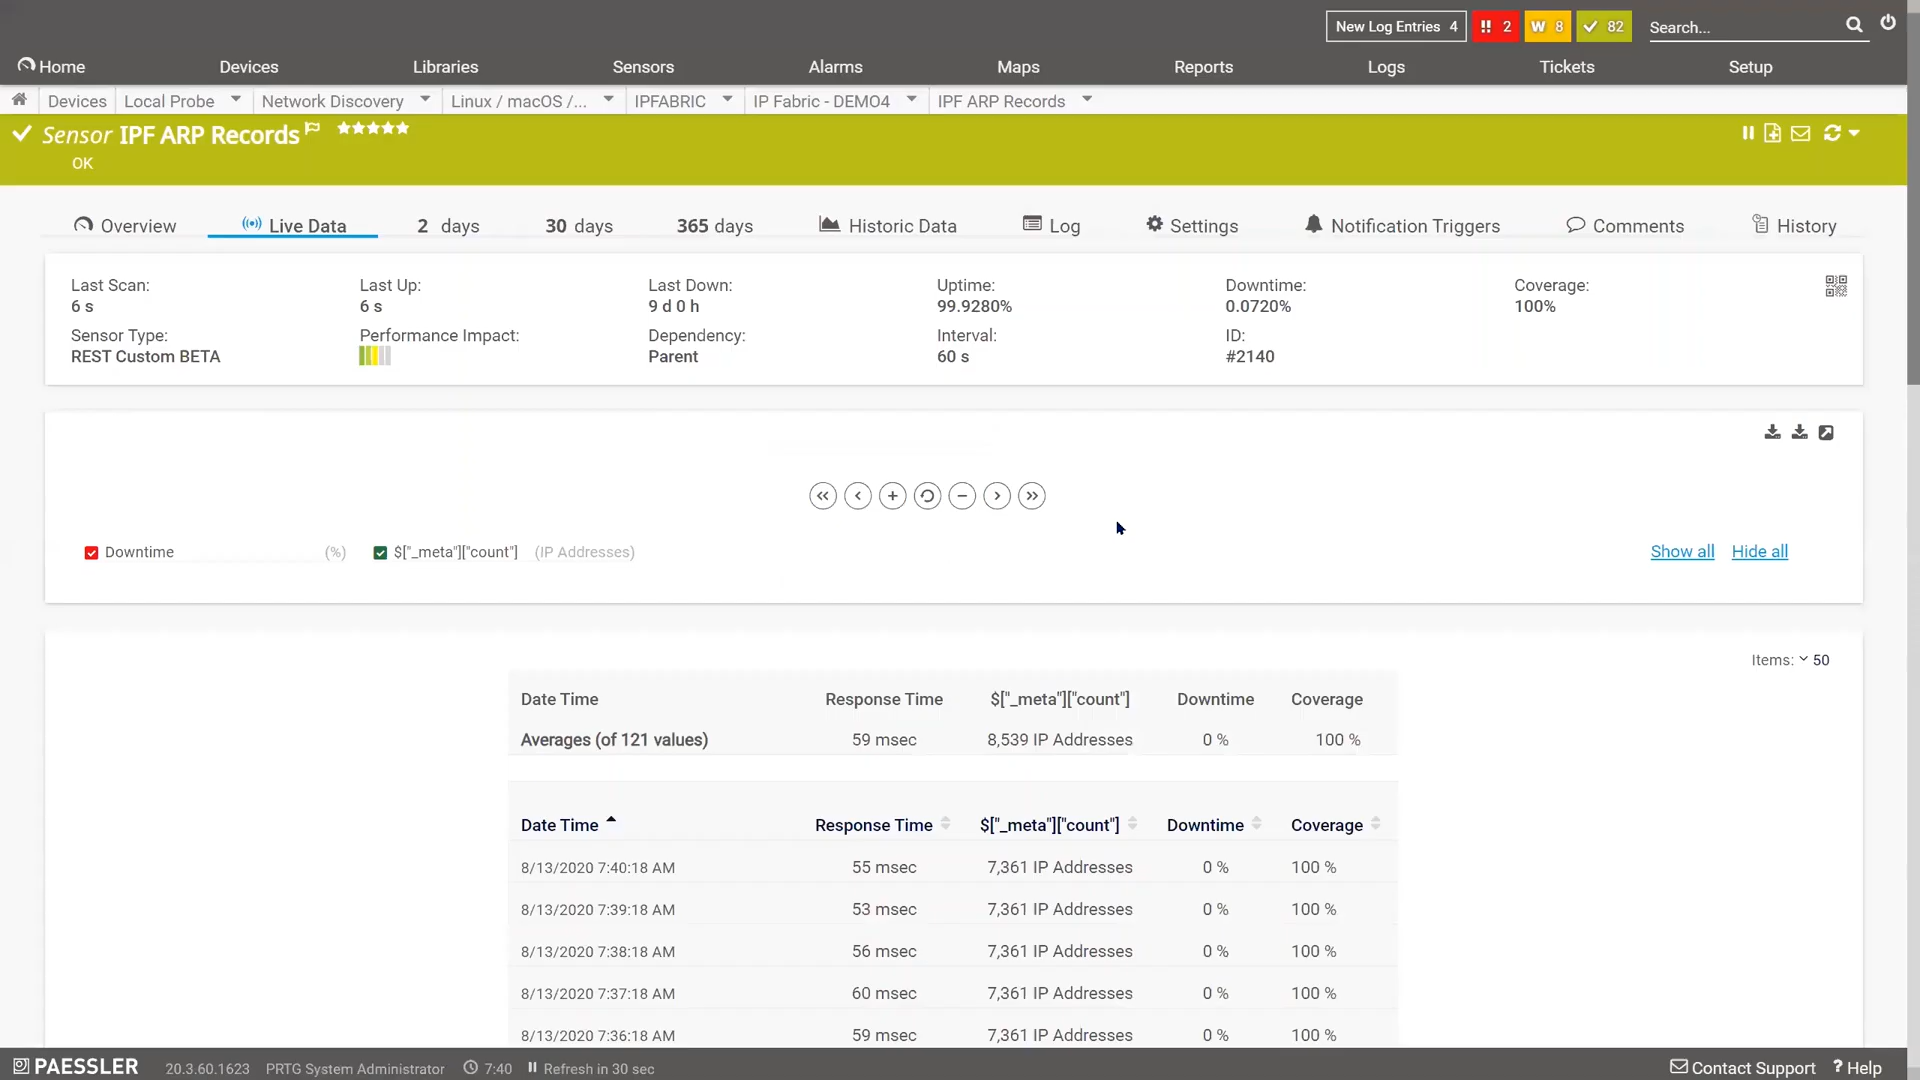 New Log Entries 4 !! 2 W 8 82 Search...
Home Devices Libraries Sensors Alarms Maps Reports Logs Tickets Setup
Devices Local Probe Network Discovery Linux / macOS /... IPFABRIC IP Fabric - DEMO4 IPF ARP Records
Sensor IPF ARP Records
OK
Overview Live Data 2 days 30 days 365 days Historic Data Log Settings Notification Triggers Comments History
Last Scan: Last Up: Last Down: Uptime: Downtime: Coverage:
6 s 6 s 9 d 0 h 99.9280% 0.0720% 100%
Sensor Type: Performance Impact: Dependency: Interval: ID:
REST Custom BETA Parent 60 s #2140
Downtime (%) $["_meta"]["count"] (IP Addresses) Show all Hide all
Items: 50
Date Time Response Time $["_meta"]["count"] Downtime Coverage
Averages (of 121 values) 59 msec 8,539 IP Addresses 0 % 100 %
Date Time Response Time $["_meta"]["count"] Downtime Coverage
8/13/2020 7:40:18 AM 55 msec 7,361 IP Addresses 0 % 100 %
8/13/2020 7:39:18 AM 53 msec 7,361 IP Addresses 0 % 100 %
8/13/2020 7:38:18 AM 56 msec 7,361 IP Addresses 0 % 100 %
8/13/2020 7:37:18 AM 60 msec 7,361 IP Addresses 0 % 100 %
8/13/2020 7:36:18 AM 59 msec 7,361 IP Addresses 0 % 100 %
PAESSLER 20.3.60.1623 PRTG System Administrator 7:40 Refresh in 30 sec Contact Support ? Help